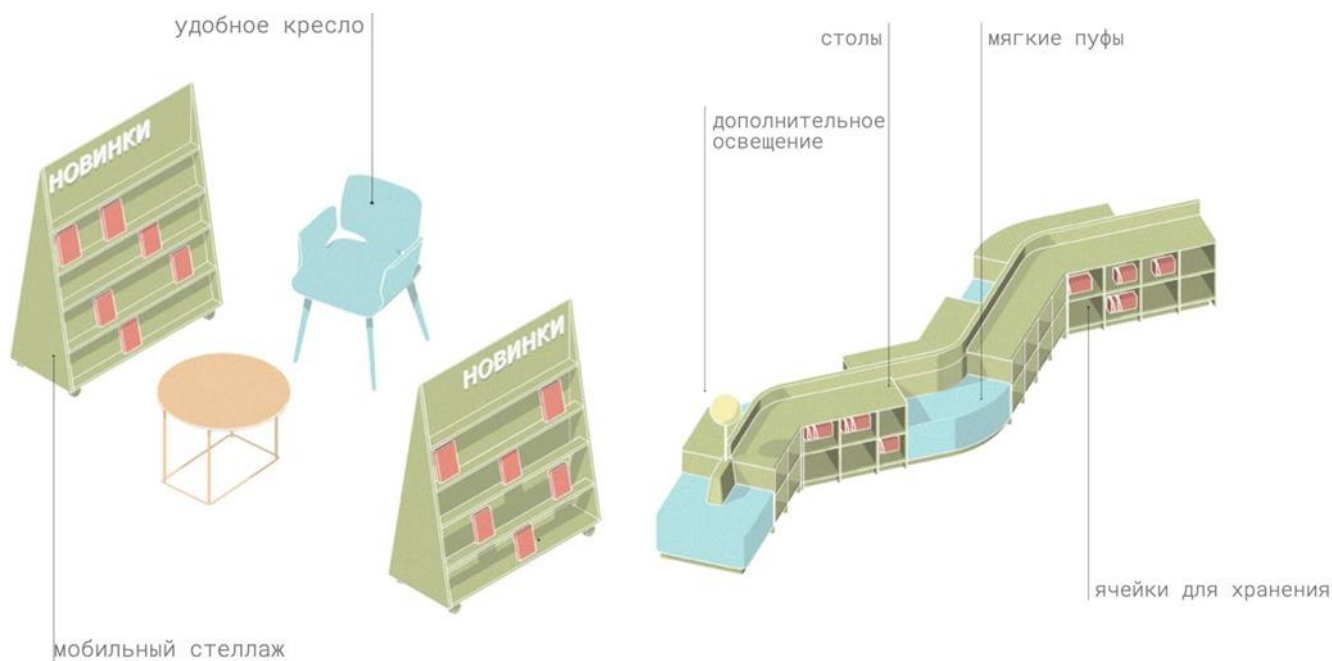 удобное кресло
столы
мягкие пуфы
дополнительное
освещение
НОВИНКИ
НОВИНКИ
ячейки для хранения
мобильный стеллаж